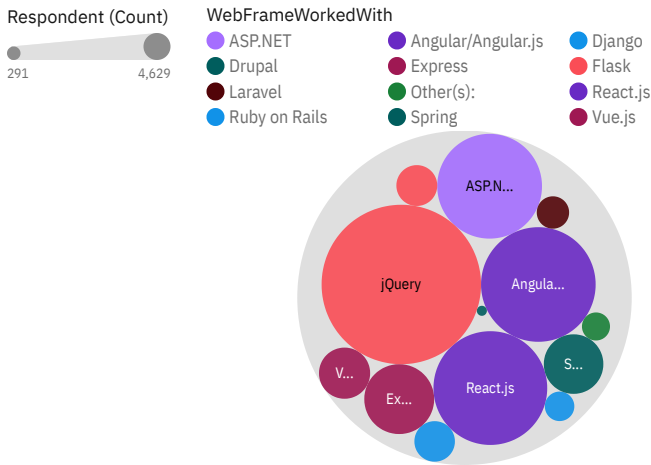 Respondent (Count)
291
4,629
WebFrameWorkedWith
ASP.NET
Angular/Angular.js
Django
Drupal
Express
Flask
Laravel
Other(s):
React.js
Ruby on Rails
Spring
Vue.js
ASP.N...
jQuery
Angula...
S...
V...
Ex...
React.js